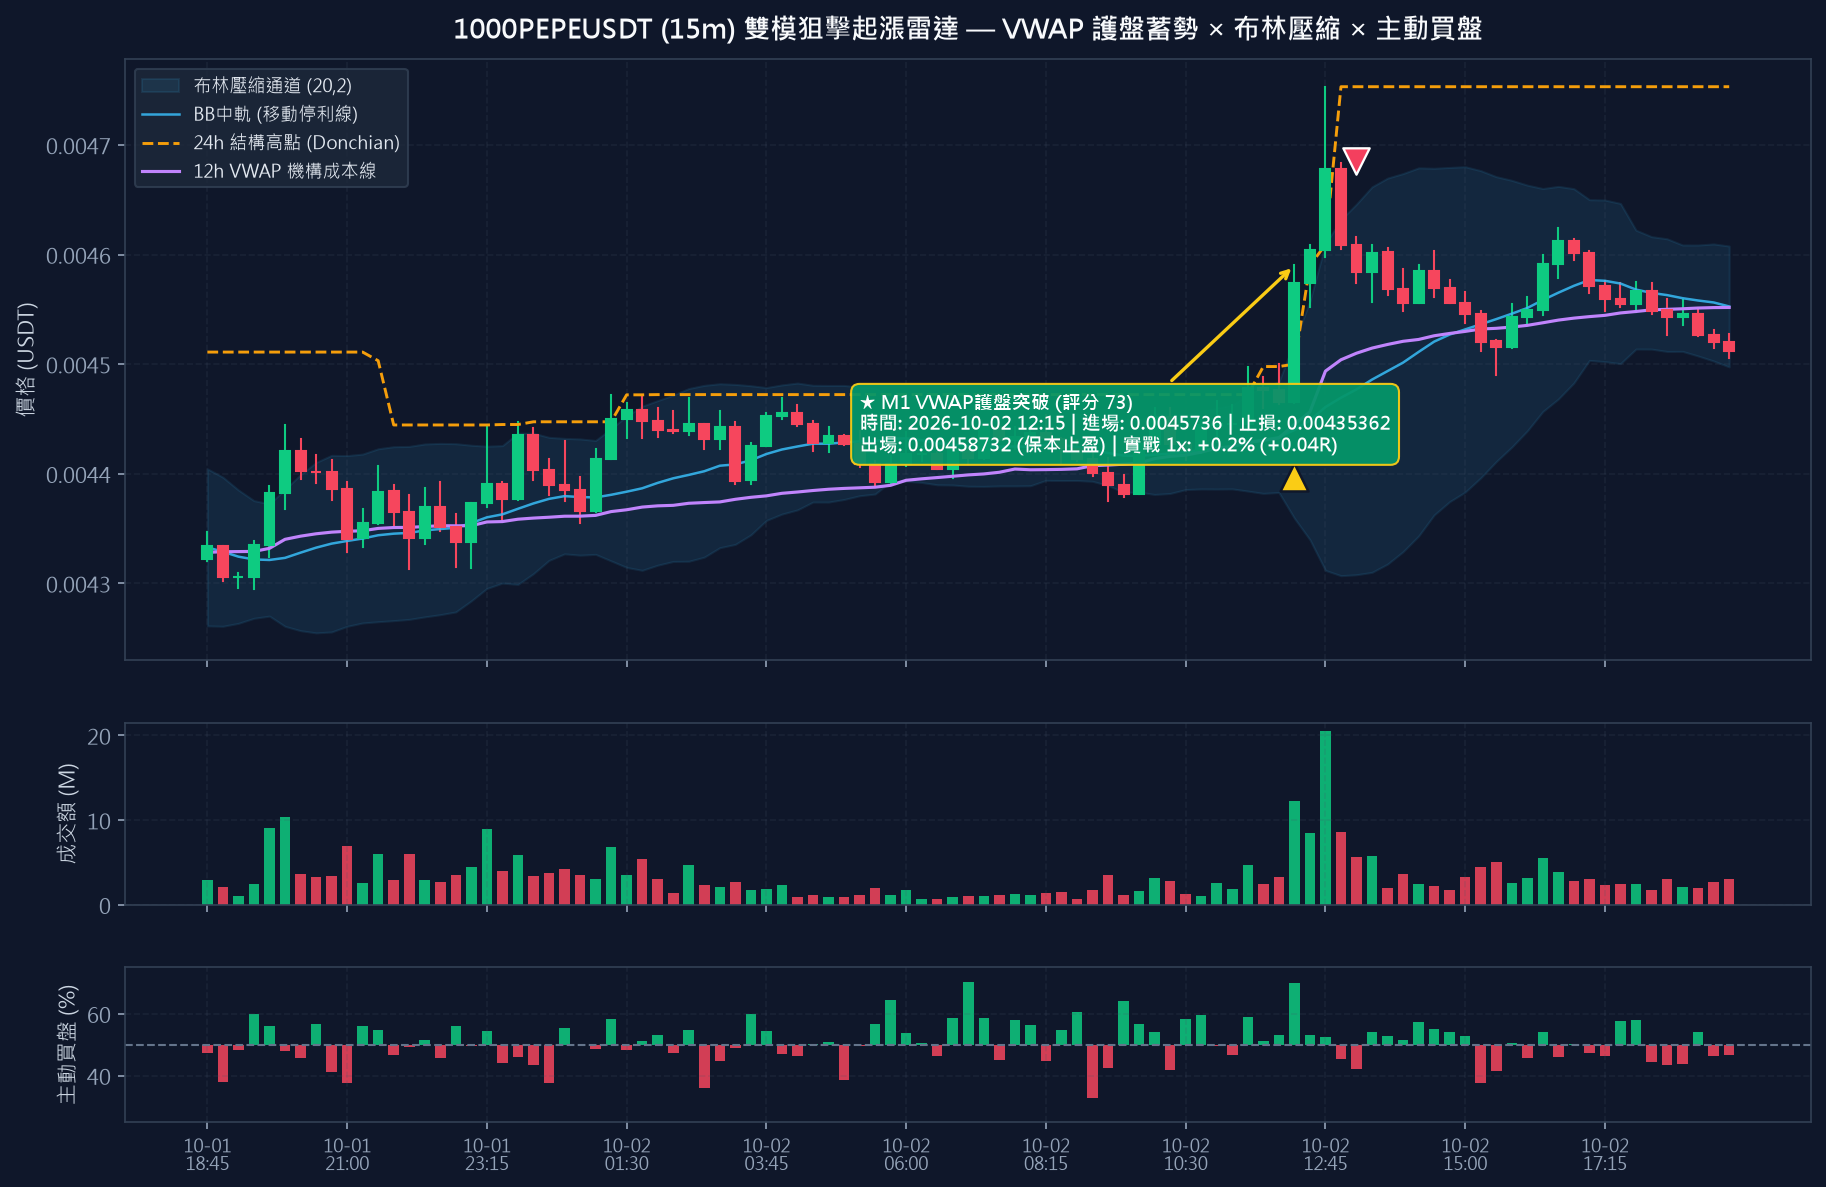 1000PEPEUSDT (15m) 雙模狙擊起漲雷達 — VWAP 護盤蓄勢 × 布林壓縮 × 主動買盤
布林壓縮通道 (20,2)
BB中軌 (移動停利線)
24h 結構高點 (Donchian)
12h VWAP 機構成本線
價格 (USDT)
0.0047
0.0046
0.0045
0.0044
0.0043
★ M1 VWAP護盤突破 (評分 73)
時間: 2026-10-02 12:15 | 進場: 0.0045736 | 止損: 0.00435362
出場: 0.00458732 (保本止盈) | 實戰 1x: +0.2% (+0.04R)
成交額 (M)
20
10
0
主動買盤 (%)
60
40
10-01 10-01 10-01 10-02 10-02 10-02 10-02 10-02 10-02 10-02 10-02
18:45 21:00 23:15 01:30 03:45 06:00 08:15 10:30 12:45 15:00 17:15